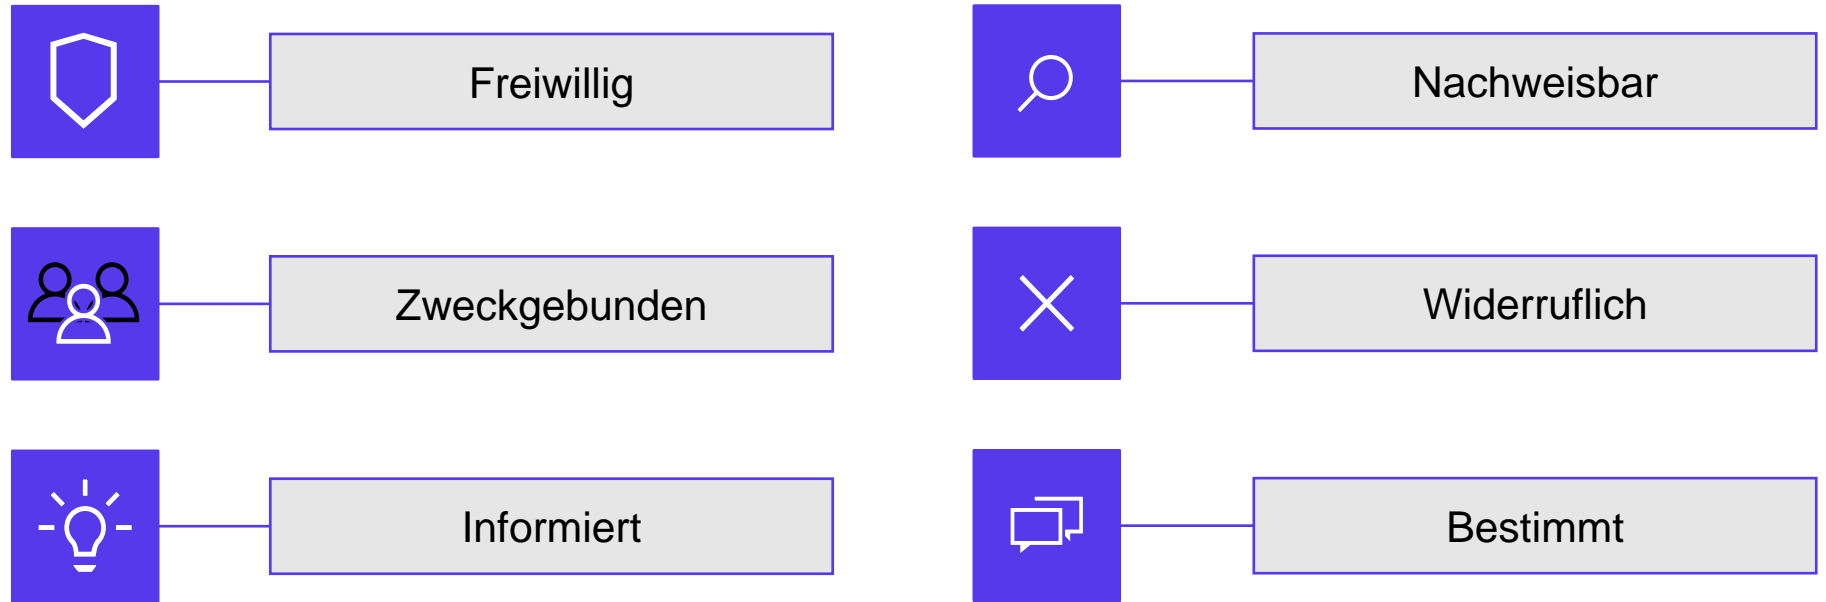 Freiwillig
Nachweisbar
Zweckgebunden
Widerruflich
Informiert
Bestimmt